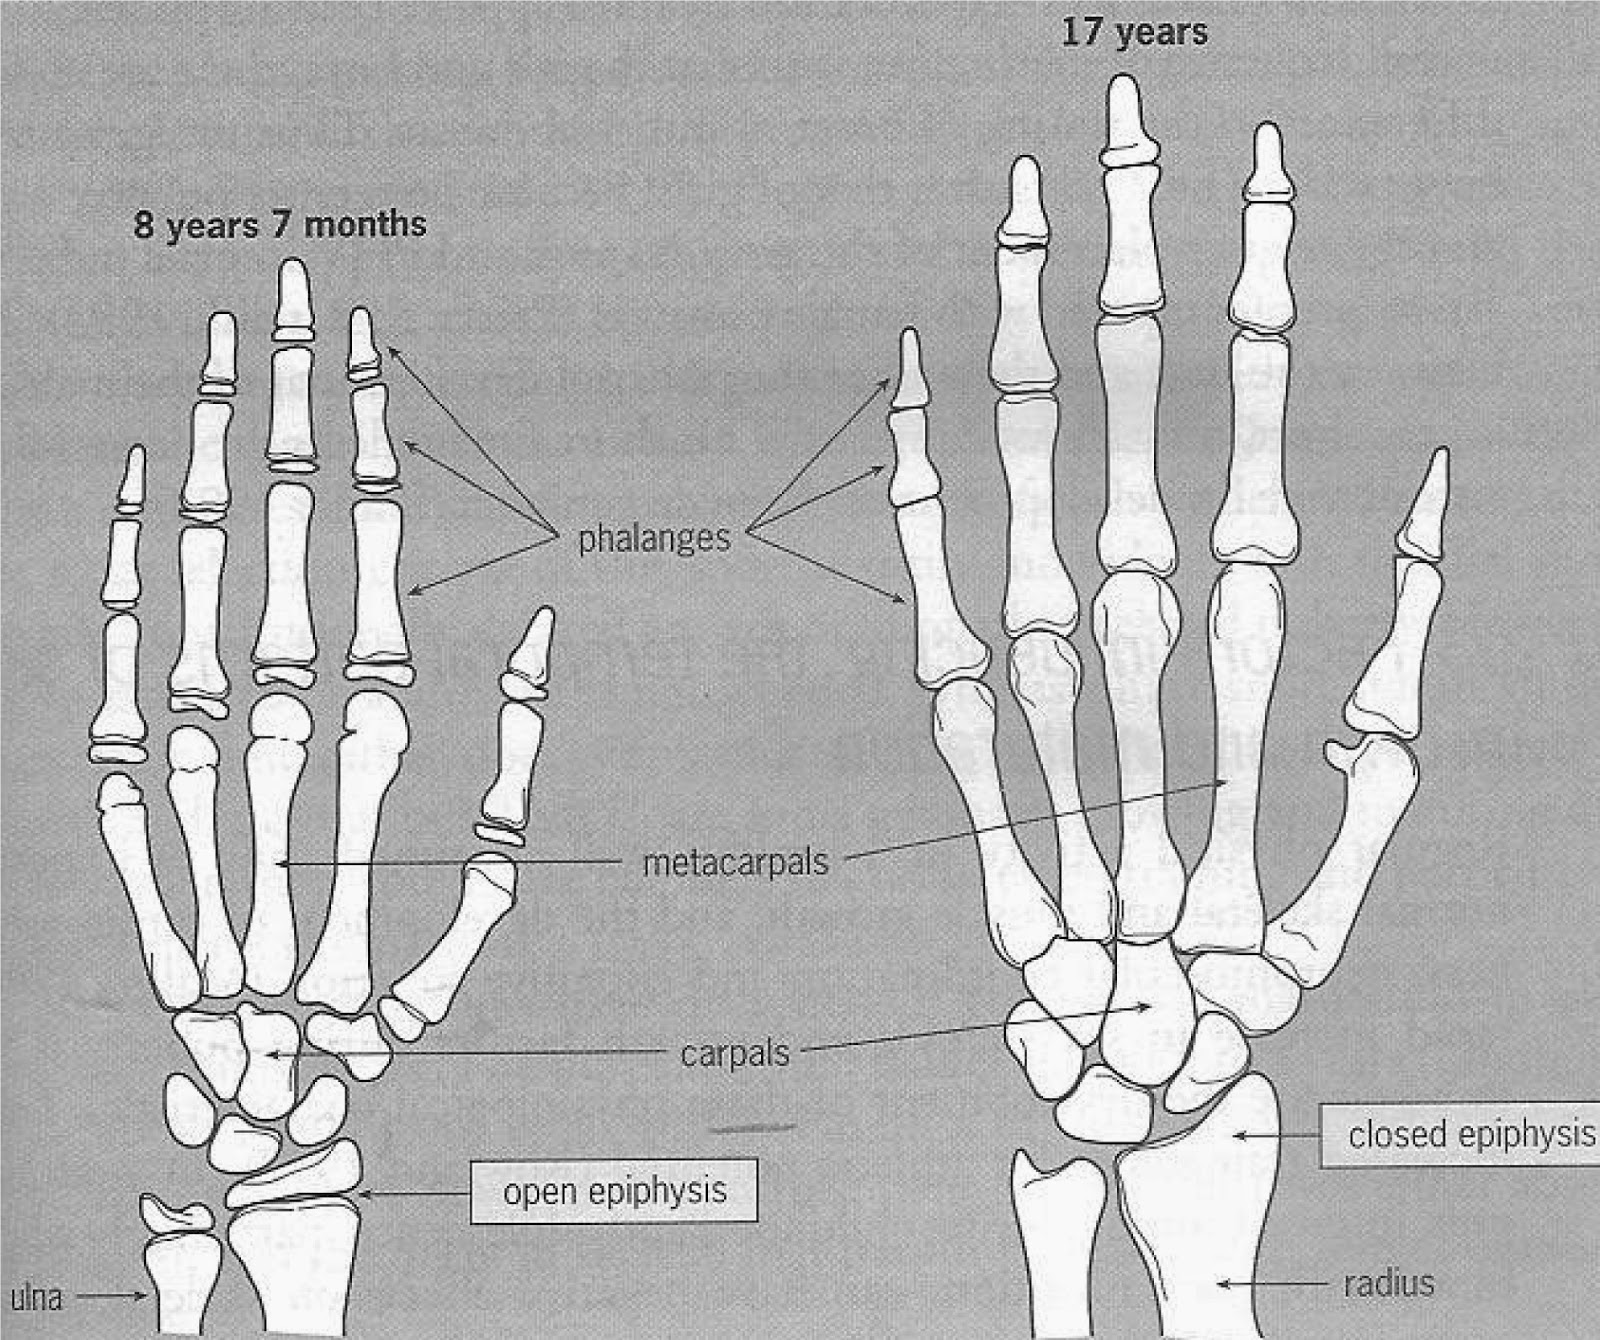 17 years
8 years 7 months
phalanges
metacarpals
carpals
closed epiphysis
open epiphysis
ulna
radius